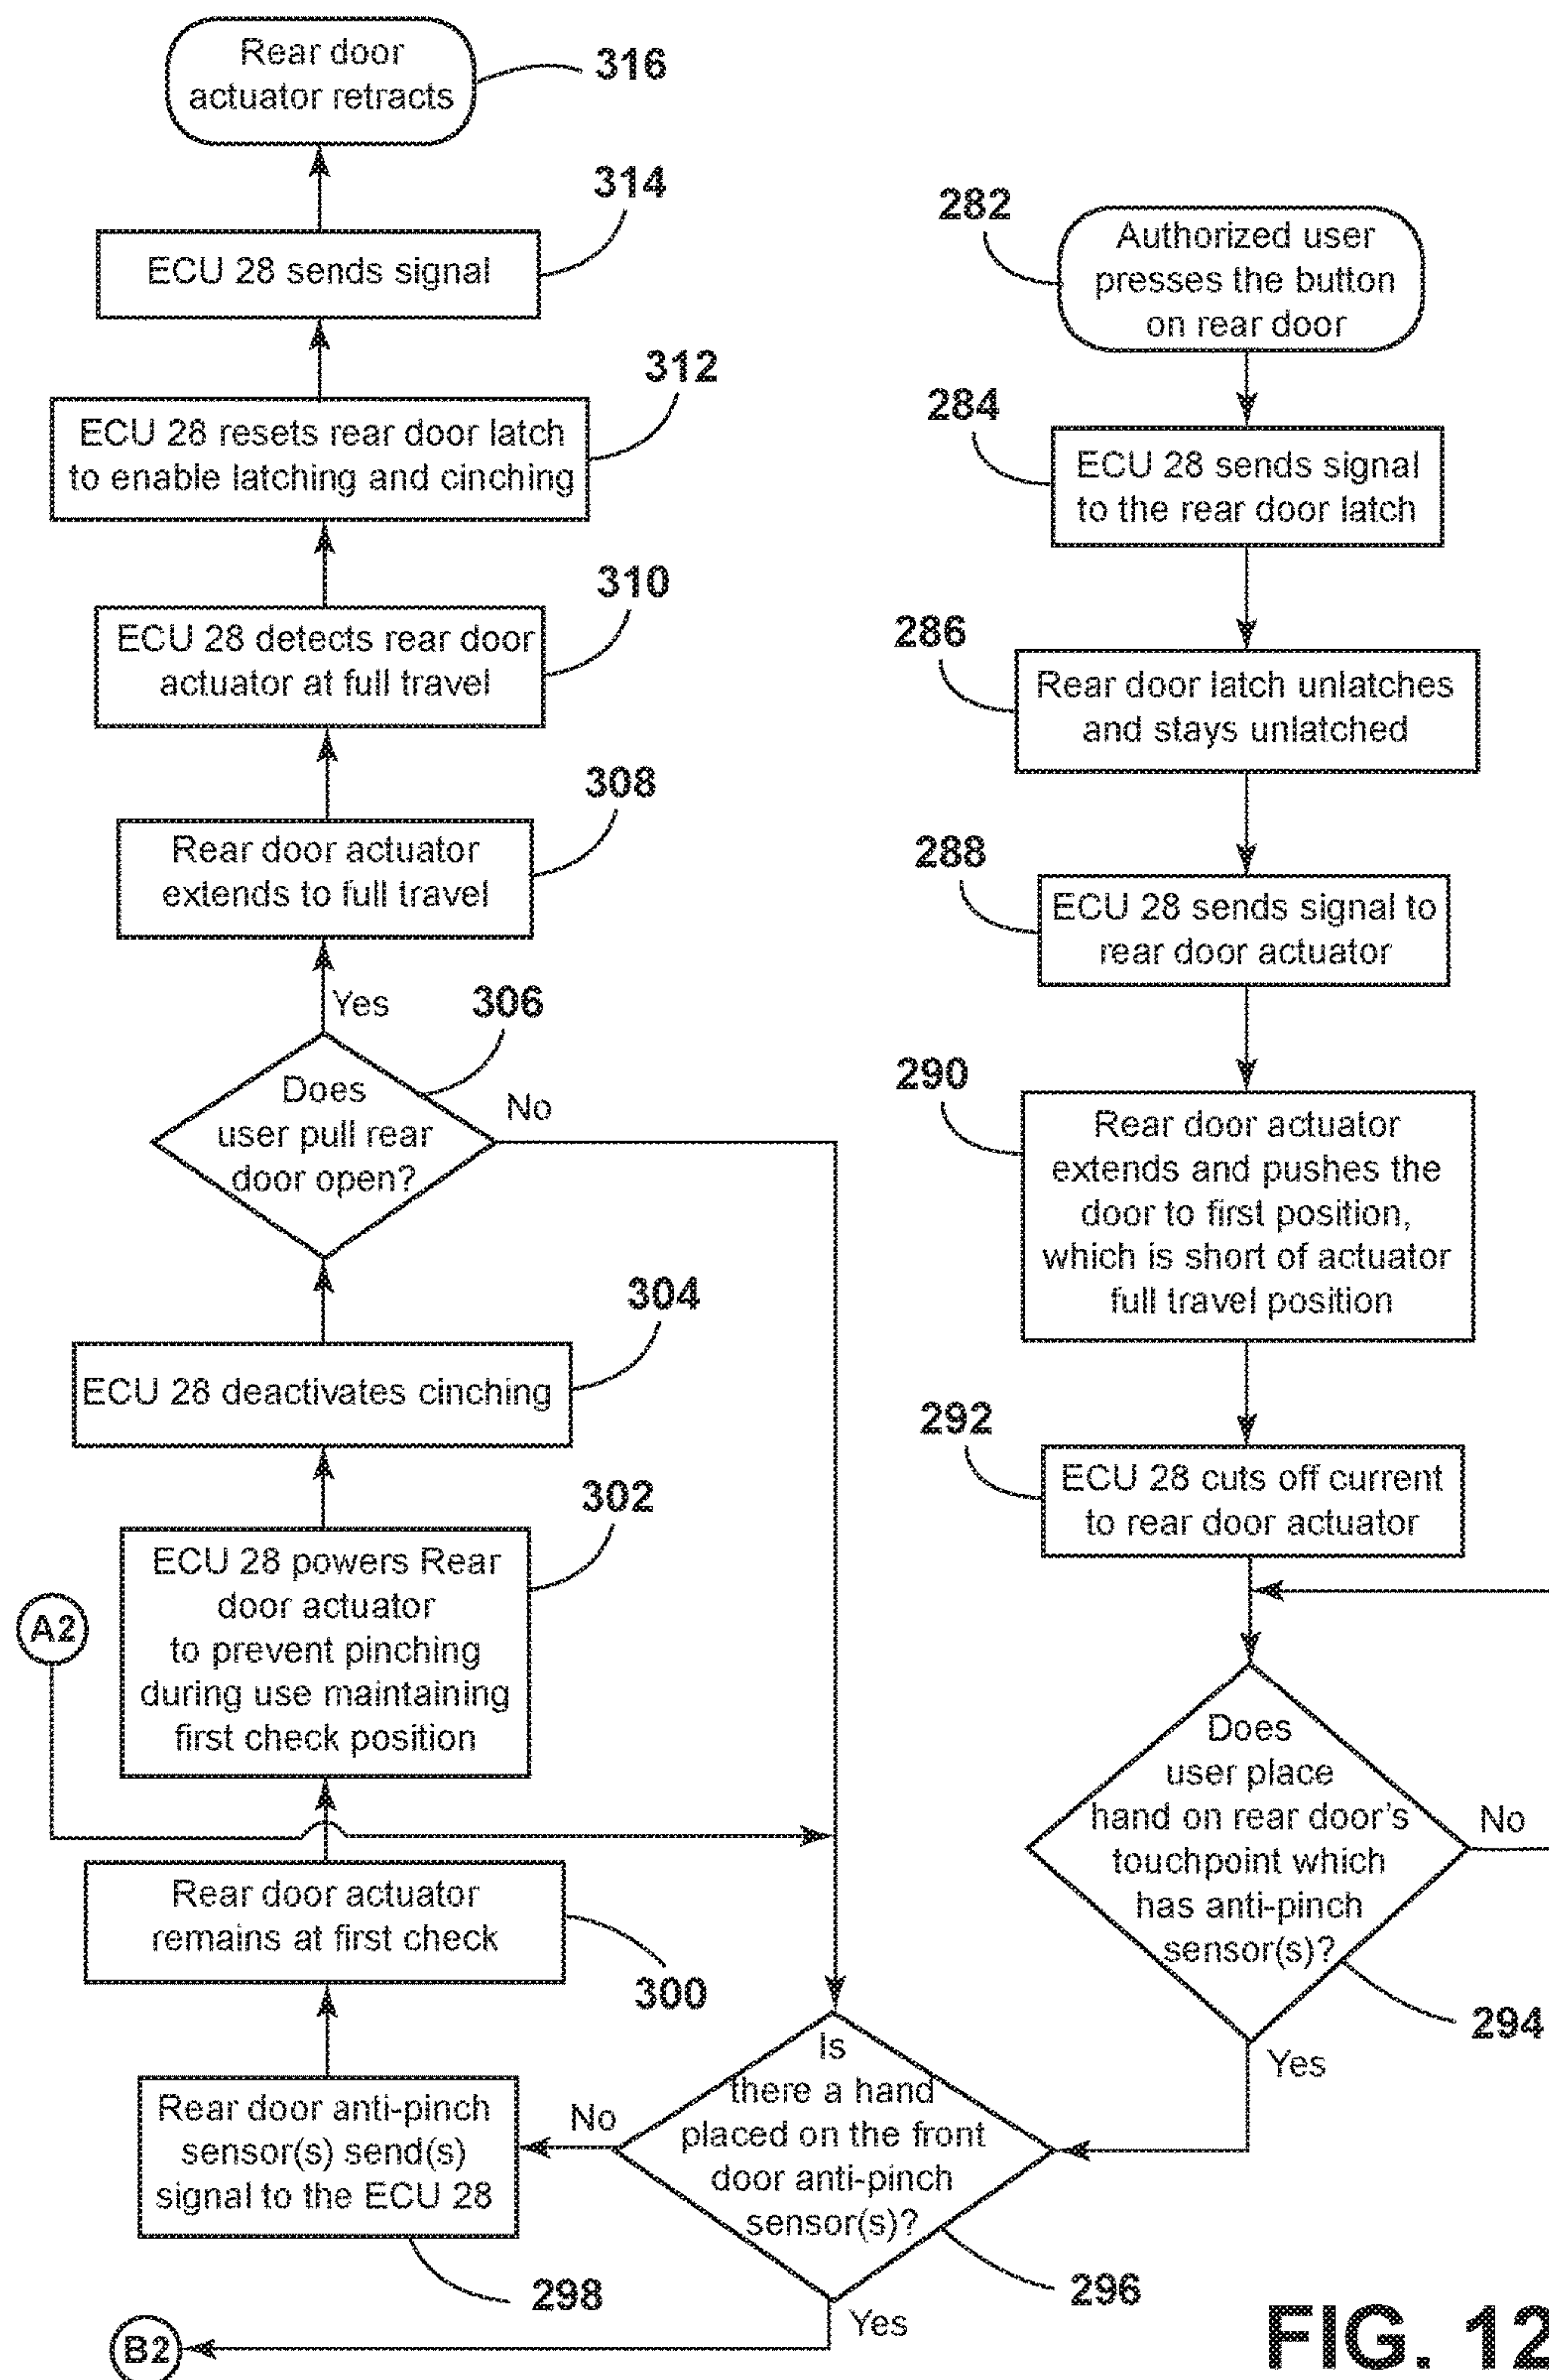 282
Authorized user
presses the button
on rear door
284
ECU 28 sends signal
to the rear door latch
286
Rear door latch unlatches
and stays unlatched
288
ECU 28 sends signal to
rear door actuator
290
Rear door actuator
extends and pushes the
door to first position,
which is short of actuator
full travel position
292
ECU 28 cuts off current
to rear door actuator
Does
user place
hand on rear door's
touchpoint which
has anti-pinch
sensor(s)?
No
294
Yes
Is
there a hand
placed on the front
door anti-pinch
sensor(s)?
296
Yes
B2
No
Rear door anti-pinch
sensor(s) send(s)
signal to the ECU 28
298
Rear door actuator
remains at first check
300
A2
ECU 28 powers Rear
door actuator
to prevent pinching
during use maintaining
first check position
302
ECU 28 deactivates cinching
304
Does
user pull rear
door open?
306
No
Yes
Rear door actuator
extends to full travel
308
ECU 28 detects rear door
actuator at full travel
310
ECU 28 resets rear door latch
to enable latching and cinching
312
ECU 28 sends signal
314
Rear door
actuator retracts
316
FIG. 12